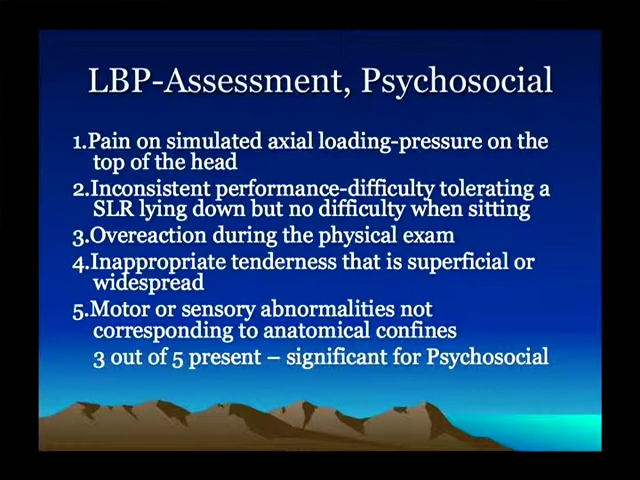 LBP-Assessment, Psychosocial
1.Pain on simulated axial loading-pressure on the
top of the head
2.Inconsistent performance-difficulty tolerating a
SLR lying down but no difficulty when sitting
3.Overeaction during the physical exam
4.Inappropriate tenderness that is superficial or
widespread
5.Motor or sensory abnormalities not
corresponding to anatomical confines
3 out of 5 present – significant for Psychosocial